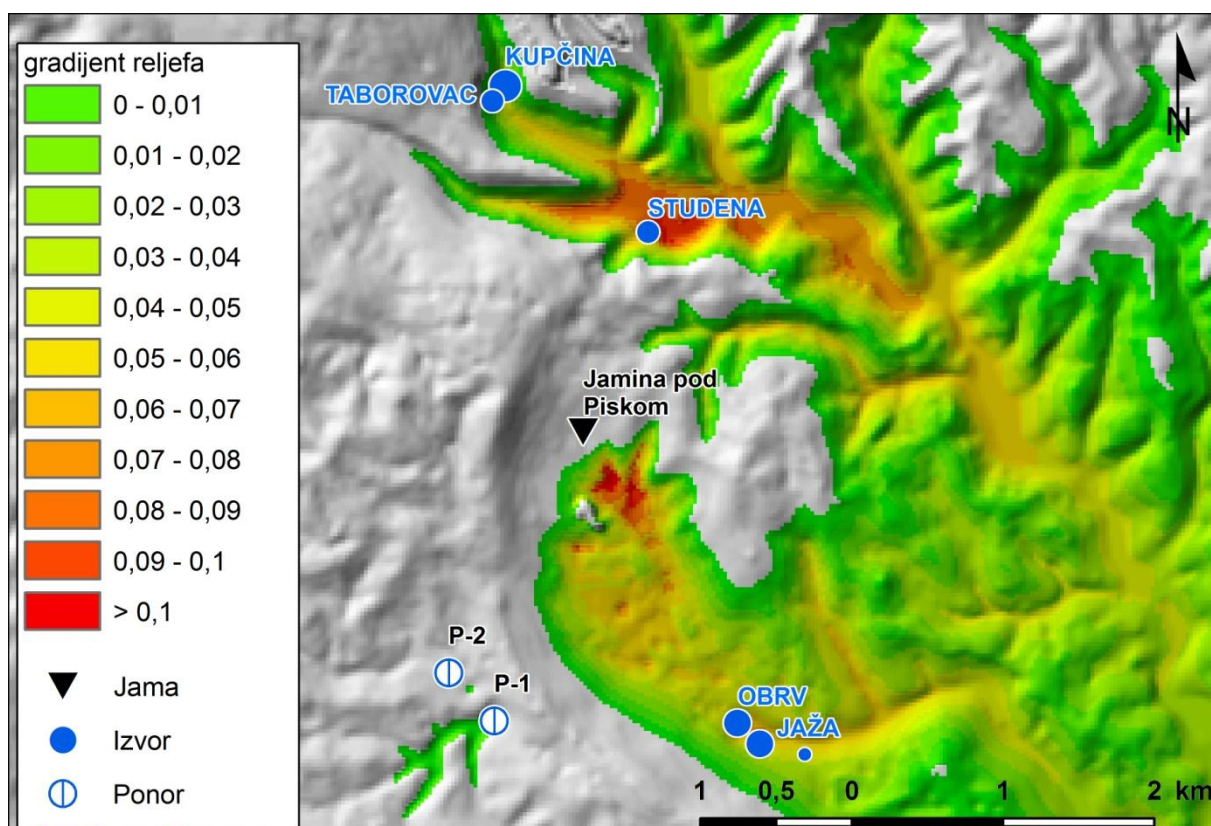 gradijent reljefa
0 - 0,01
0,01 - 0,02
0,02 - 0,03
0,03 - 0,04
0,04 - 0,05
0,05 - 0,06
0,06 - 0,07
0,07 - 0,08
0,08 - 0,09
0,09 - 0,1
> 0,1
Jama
Izvor
Ponor
KUPČINA
TABOROVAC
N
STUDENA
Jamina pod
Piskom
P-2
P-1
OBRV
JAŽA
1 0,5 0 1 2 km